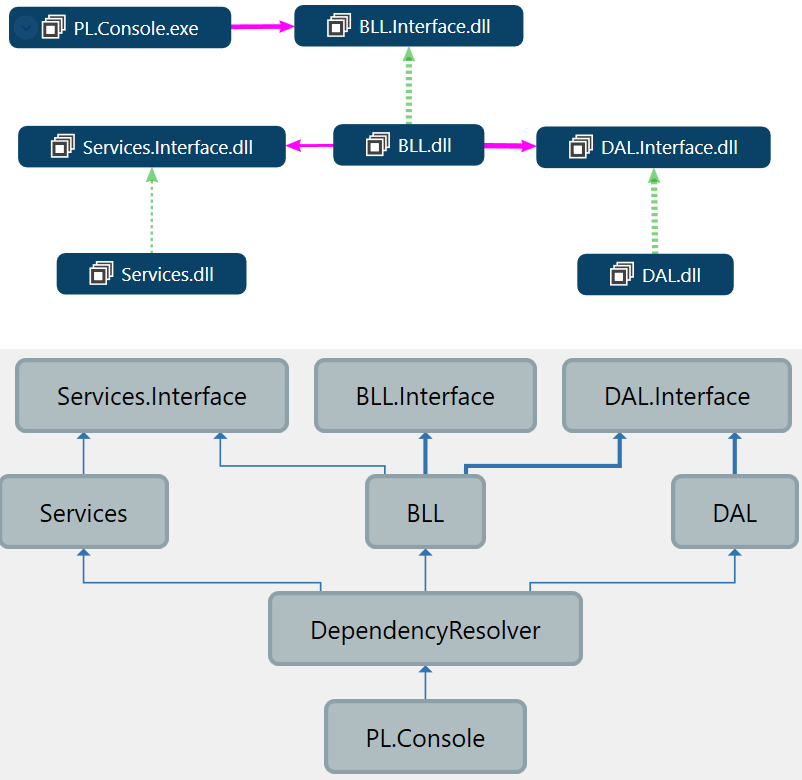 PL.Console.exe
BLL.Interface.dll
Services.Interface.dll
BLL.dll
DAL.Interface.dll
Services.dll
DAL.dll
Services.Interface
BLL.Interface
DAL.Interface
Services
BLL
DAL
DependencyResolver
PL.Console